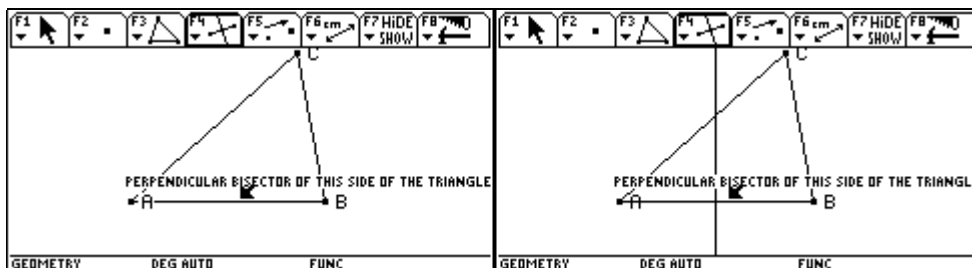 F1 F2 F3 F4 F5 F6 cm F7 HiDE SHOW F8
C
PERPENDICULAR BISECTOR OF THIS SIDE OF THE TRIANGLE
A B
GEOMETRY DEG AUTO FUNC
F1 F2 F3 F4 F5 F6 cm F7 HiDE SHOW F8
C
PERPENDICULAR BISECTOR OF THIS SIDE OF THE TRIANGL
A B
GEOMETRY DEG AUTO FUNC